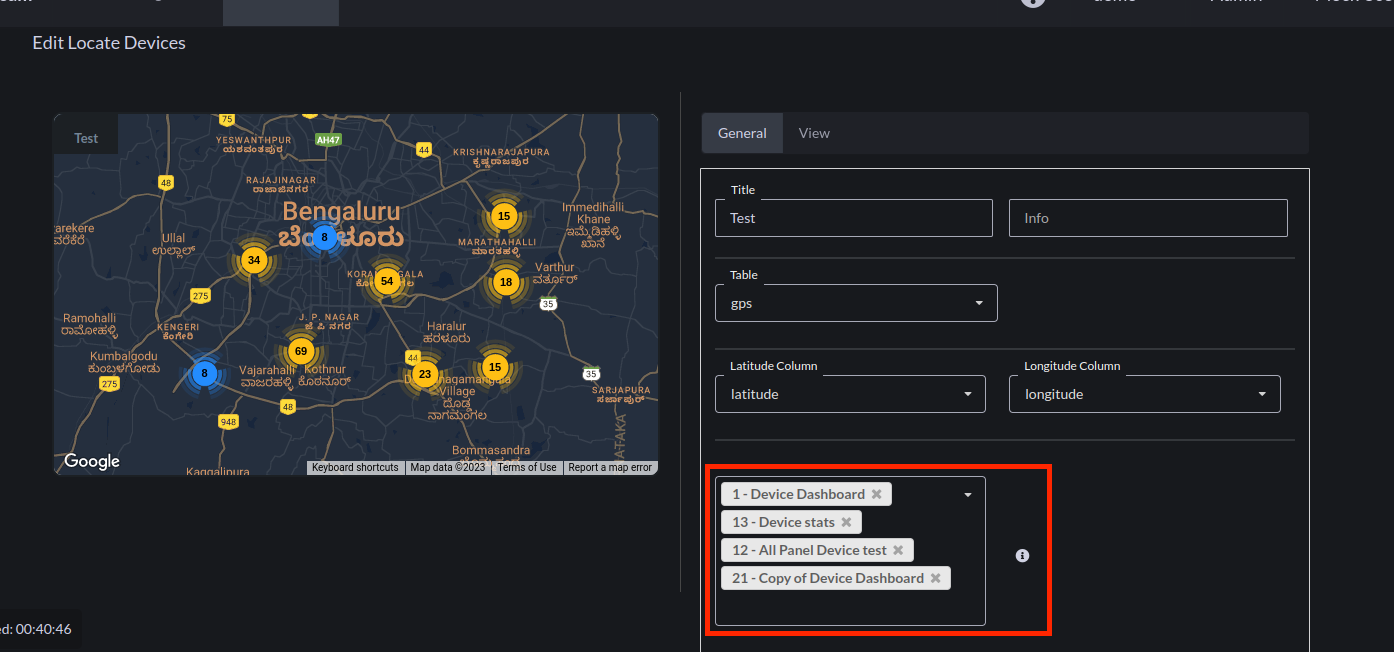 Edit Locate Devices
Test
75
YESWANTHPUR
ಯಶವಂತಪುರ
AH47
44
KRISHNARAJAPURA
ಕೃಷ್ಣರಾಜಪುರ
48
RAJAJINAGAR
ರಾಜಾಜಿನಗರ
Bengaluru
8
15
Immedihalli
Khane
ಇಮ್ಮೆಡಿಹಳ್ಳಿ
ಖಾನೆ
Ullal
ಉಲ್ಲಾಳ್
MARATHAHALLI
ಮಾರತಹಳ್ಳಿ
34
54
18
Varthur
ವರ್ತೂರ್
275
35
Ramohalli
ರಾಮೋಹಳ್ಳಿ
KENGERI
ಕೆಂಗೇರಿ
J. P. NAGAR
ಜೆ ಪಿ ನಗರ
Haralur
ಹರಳೂರು
Kumbalgodu
ಕುಂಬಳಗೋಡು
69
44
275
8
Vajarahalli
ವಾಜರಹಳ್ಳಿ
Kothnur
ಕೊಠನೂರ್
23
15
35
Village
ದೊಡ್ಡ
ನಾಗಮಂಗಲ
SARJAPURA
ಸರ್ಜಾಪುರ್
48
948
Bommasandra
Kaggalipura
Google
Keyboard shortcuts
Map data ©2023
Terms of Use
Report a map error
General
View
Title
Test
Info
Table
gps
Latitude Column
latitude
Longitude Column
longitude
1 - Device Dashboard
13 - Device stats
12 - All Panel Device test
21 - Copy of Device Dashboard
00:40:46